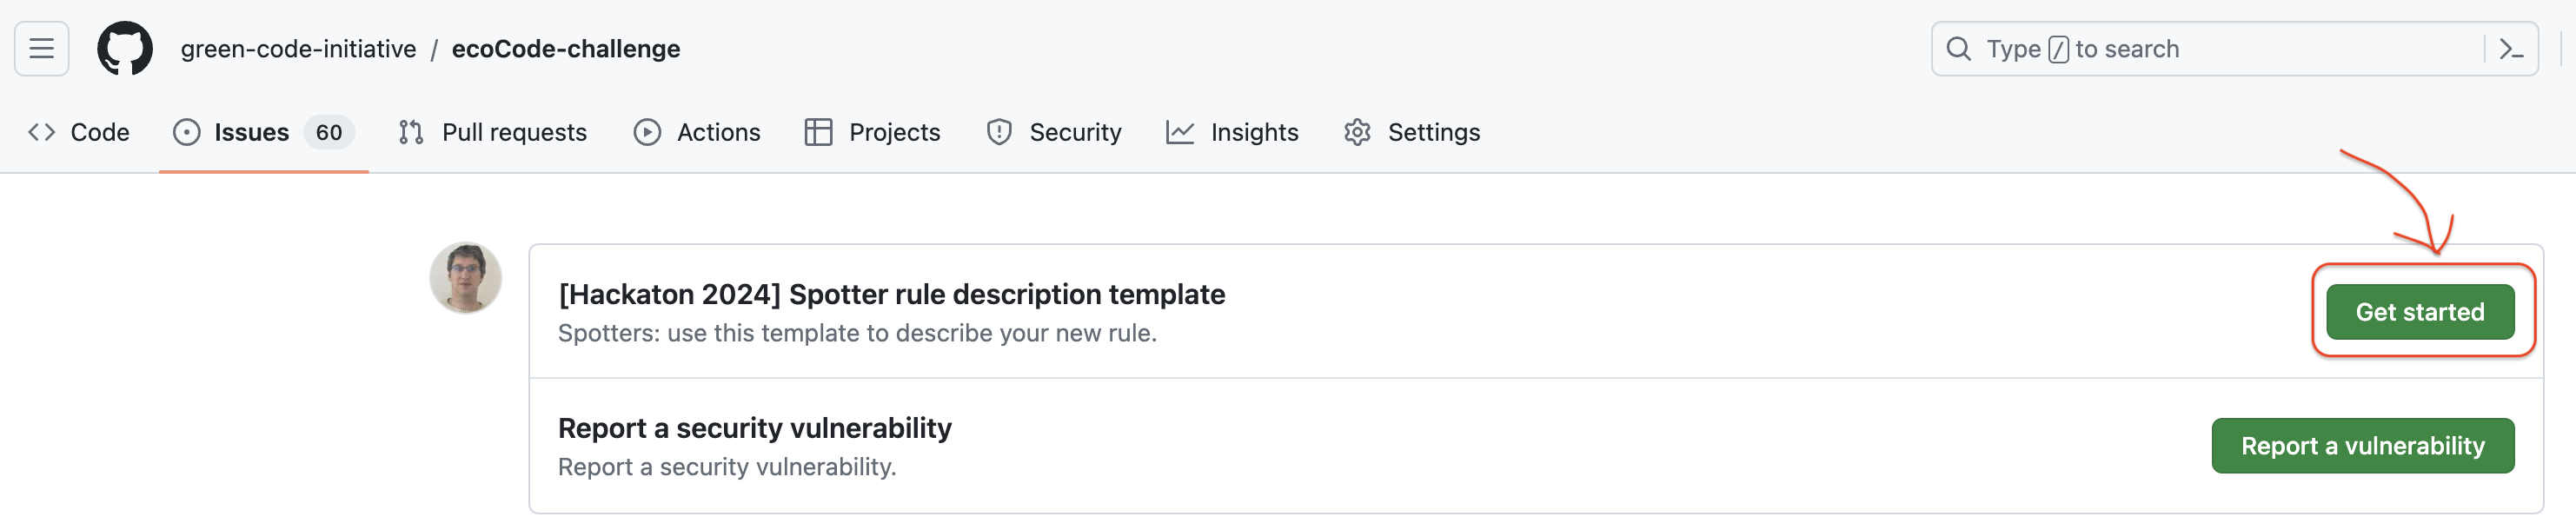 green-code-initiative / ecoCode-challenge
Type / to search
Code Issues 60 Pull requests Actions Projects Security Insights Settings
[Hackaton 2024] Spotter rule description template
Spotters: use this template to describe your new rule.
Get started
Report a security vulnerability
Report a security vulnerability.
Report a vulnerability